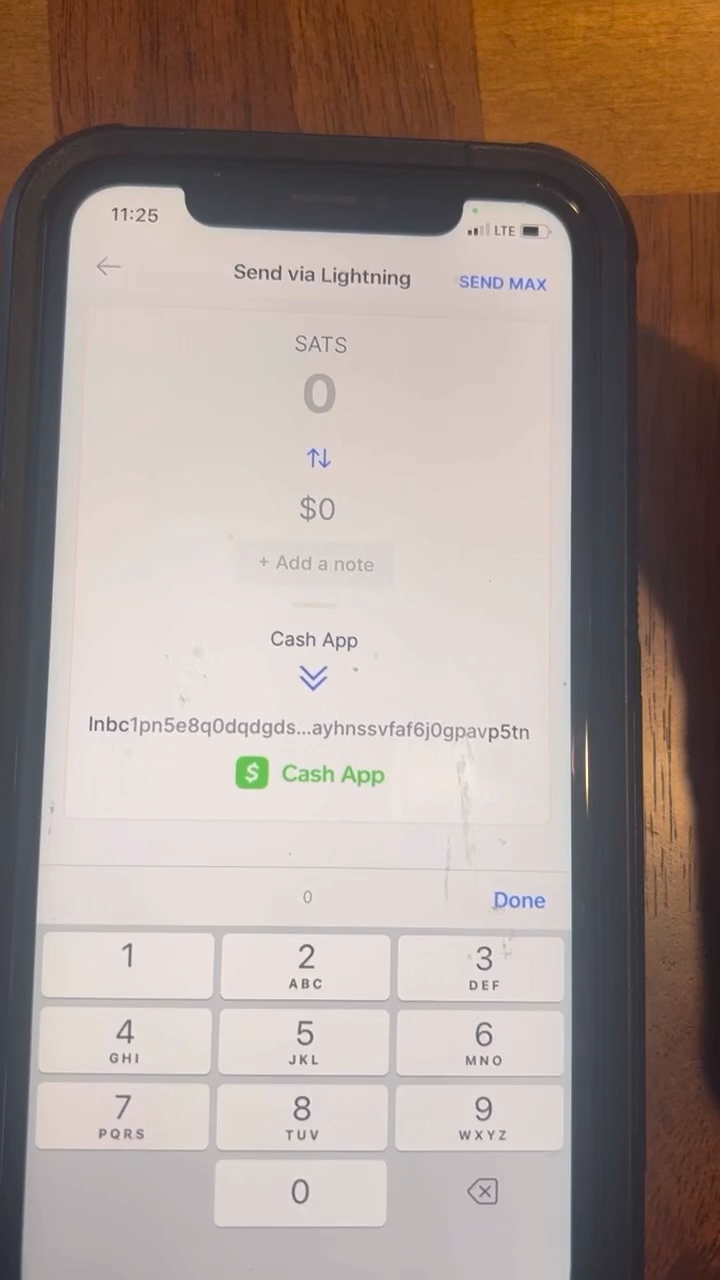 11:25
LTE
Send via Lightning
SEND MAX
SATS
0
$0
+ Add a note
Cash App
lnbc1pn5e8q0dqdgds...ayhnssvfaf6j0gpavp5tn
$ Cash App
0
Done
1
2
ABC
3
DEF
4
GHI
5
JKL
6
MNO
7
PQRS
8
TUV
9
WXYZ
0